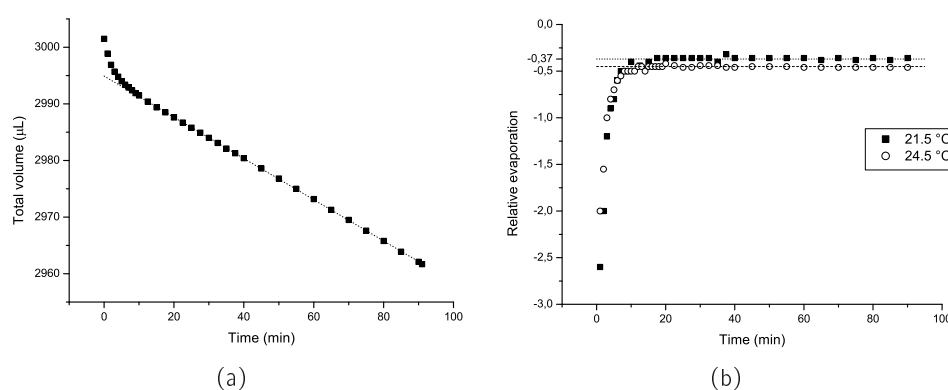 3000
2990
2980
2970
2960
Total volume (μL)
0 20 40 60 80 100
Time (min)
(a)
0,0
-0,37
-0,5
-1,0
-1,5
-2,0
-2,5
-3,0
Relative evaporation
21.5 °C
24.5 °C
0 20 40 60 80 100
Time (min)
(b)